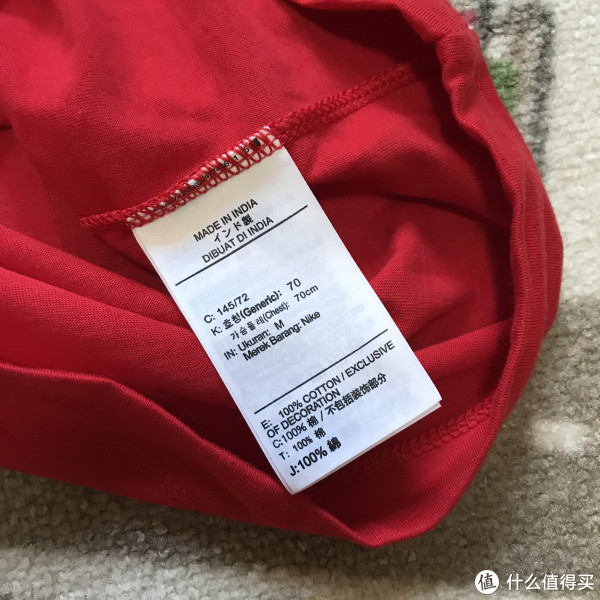 MADE IN INDIA
インド製
DIBUAT DI INDIA
C: 145/72
K: 호칭(Generic): 70
가슴둘레(Chest): 70cm
IN: Ukuran: M
Merek Barang: Nike
E: 100% COTTON / EXCLUSIVE
OF DECORATION
C:100% 棉 / 不包括装饰部分
T: 100% 棉
J:100% 綿
值 什么值得买